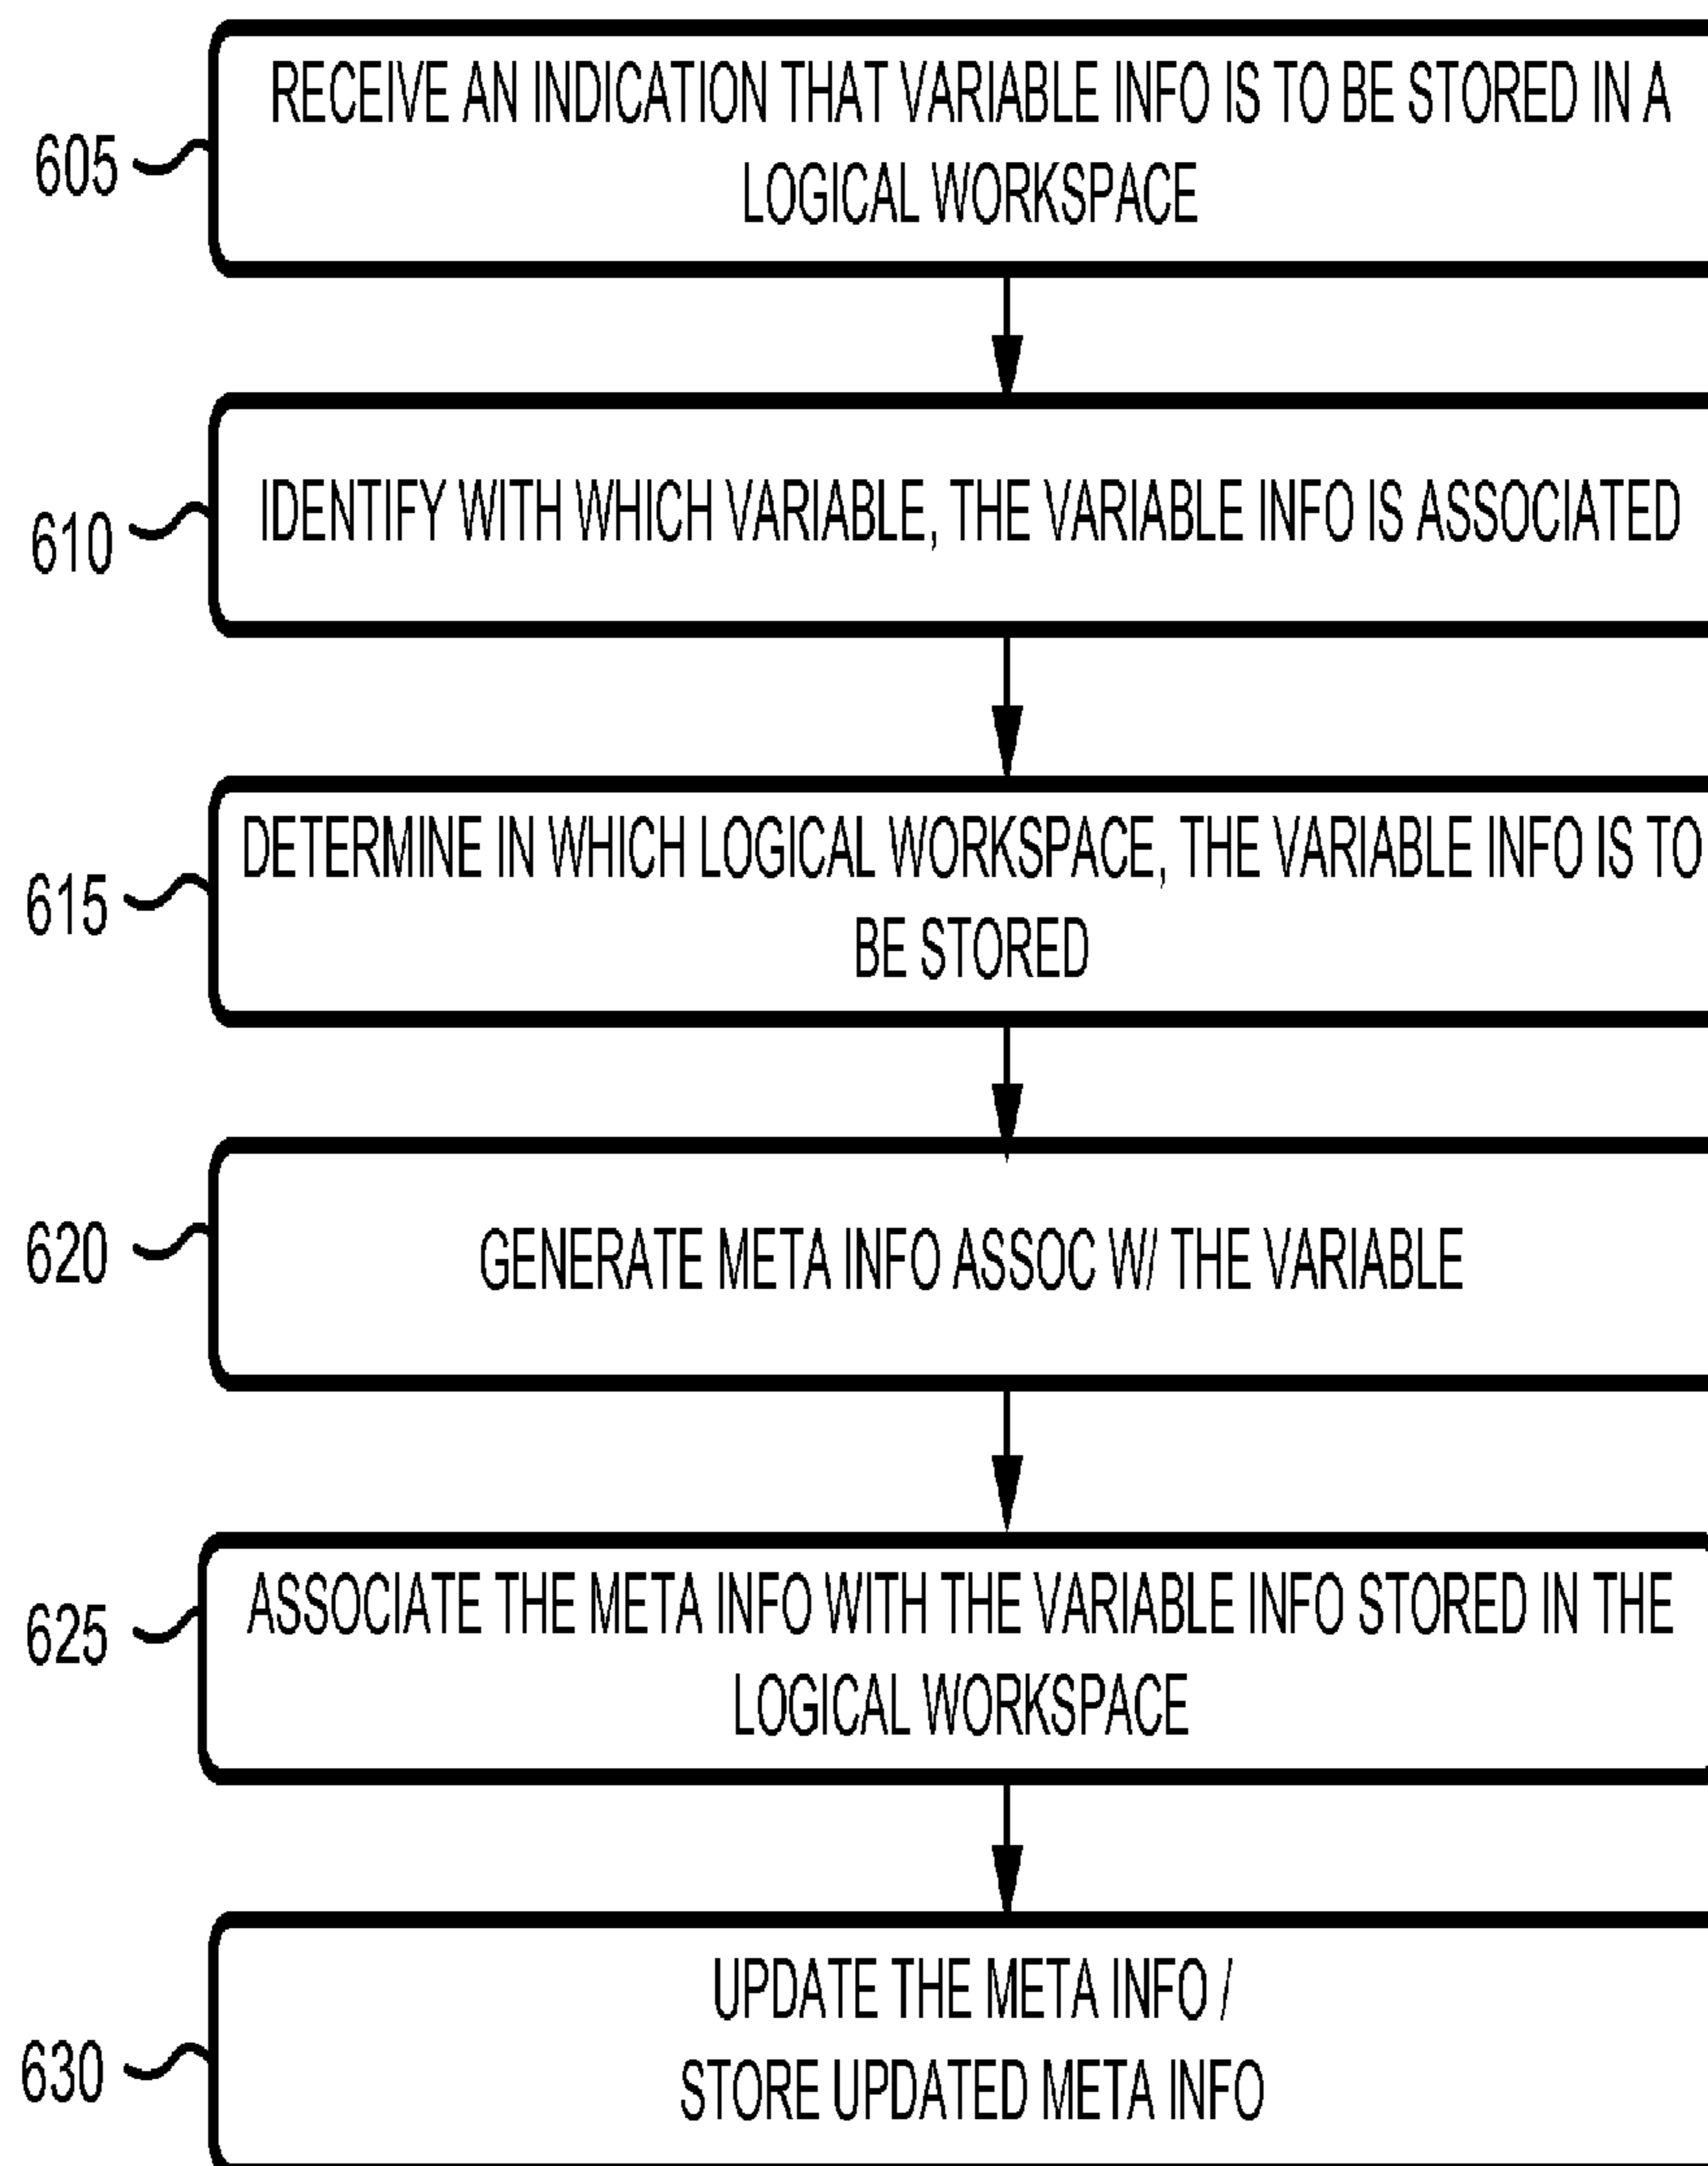 RECEIVE AN INDICATION THAT VARIABLE INFO IS TO BE STORED IN A
LOGICAL WORKSPACE
605
IDENTIFY WITH WHICH VARIABLE, THE VARIABLE INFO IS ASSOCIATED
610
DETERMINE IN WHICH LOGICAL WORKSPACE, THE VARIABLE INFO IS TO
BE STORED
615
GENERATE META INFO ASSOC W/ THE VARIABLE
620
ASSOCIATE THE META INFO WITH THE VARIABLE INFO STORED IN THE
LOGICAL WORKSPACE
625
UPDATE THE META INFO /
STORE UPDATED META INFO
630